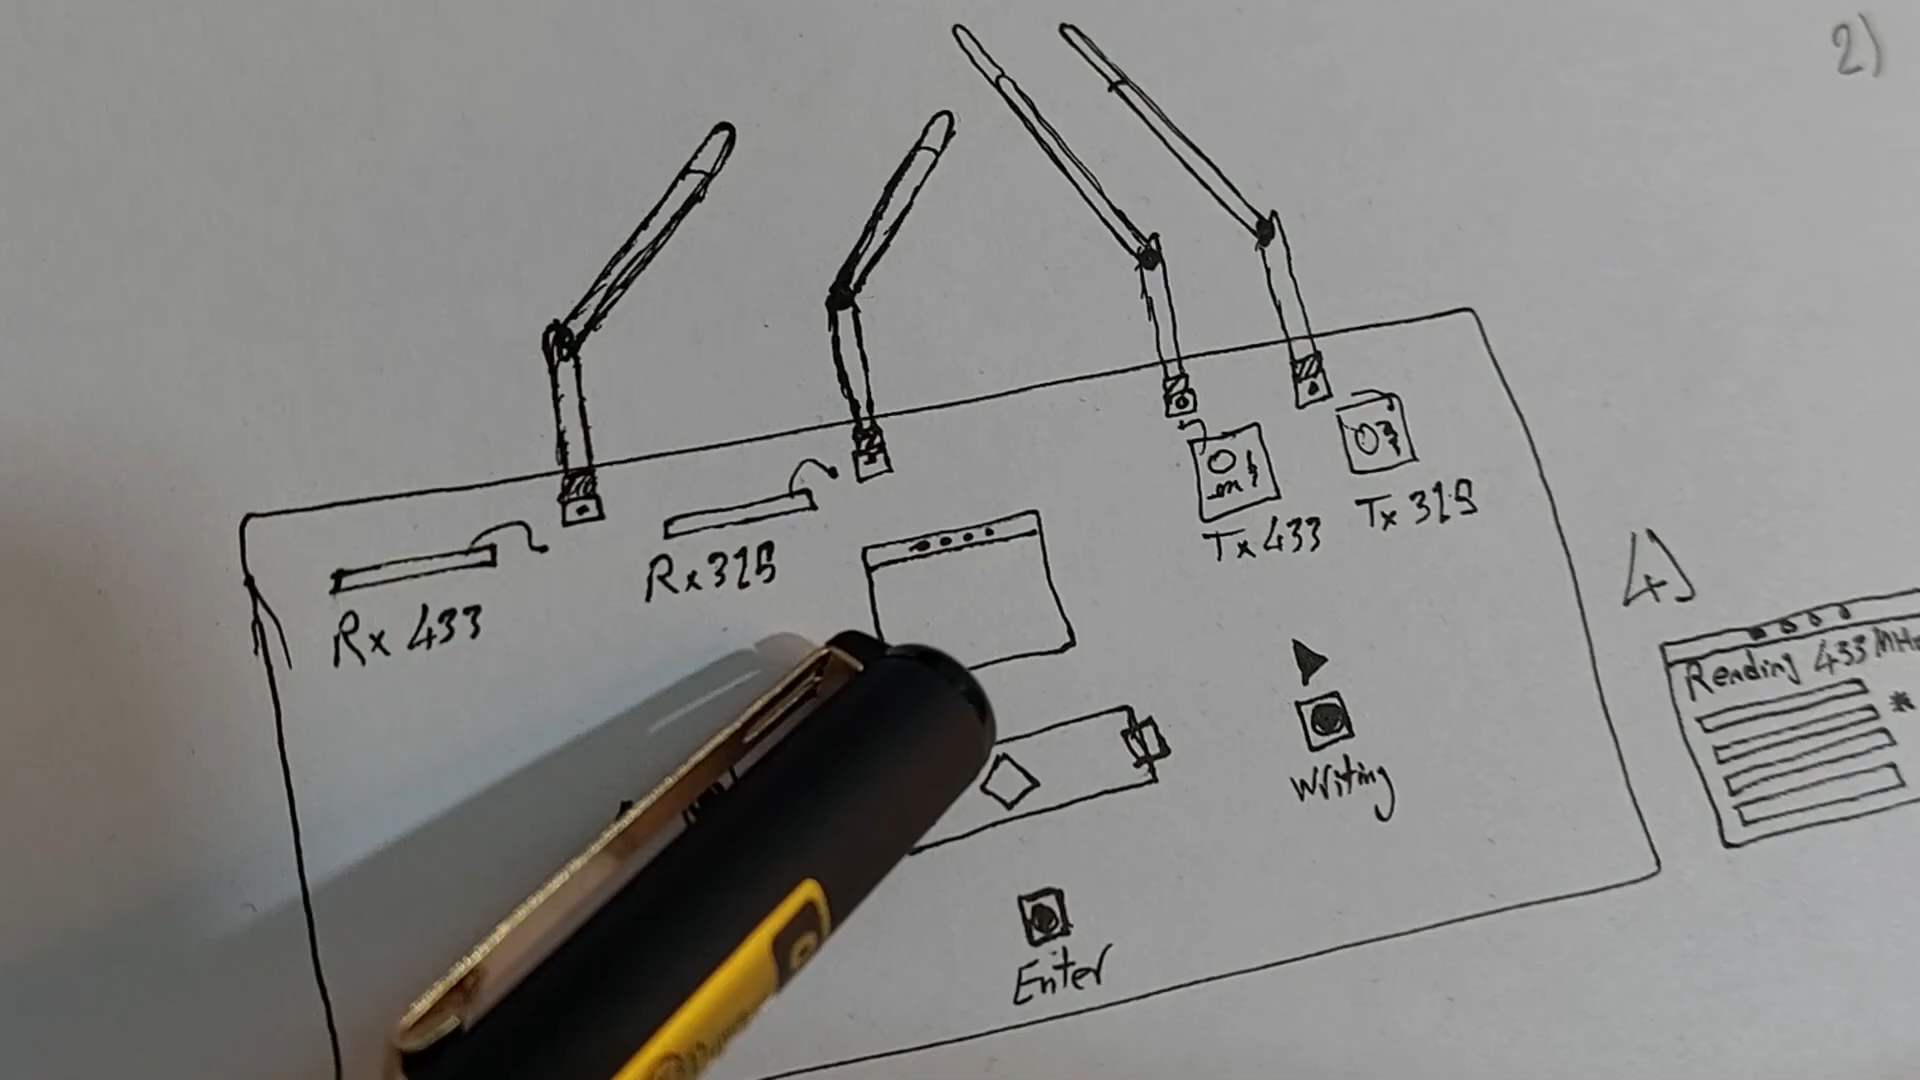 2)
Rx 433
Rx 315
Tx 433
Tx 315
4)
Reading 433 MHz
*
Writing
Enter